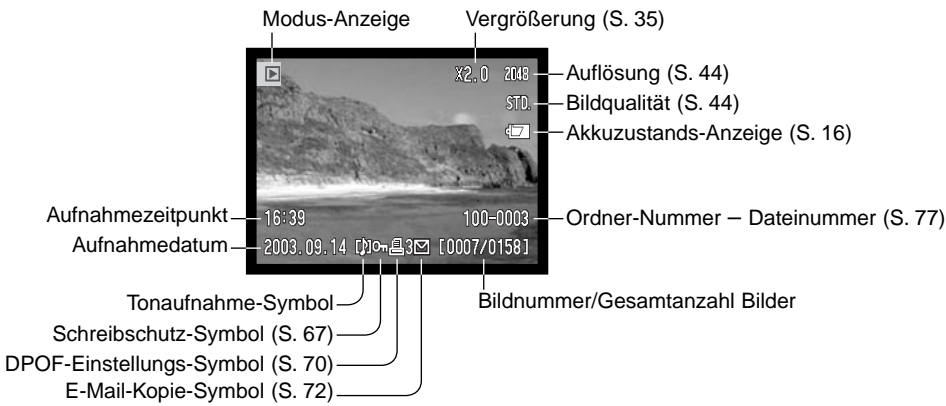 Modus-Anzeige
Vergrößerung (S. 35)
X2.0 2048
Auflösung (S. 44)
STD.
Bildqualität (S. 44)
Akkuzustands-Anzeige (S. 16)
Aufnahmezeitpunkt
16:39
100-0003
Ordner-Nummer – Dateinummer (S. 77)
Aufnahmedatum
2003.09.14 3 [0007/0158]
Tonaufnahme-Symbol
Bildnummer/Gesamtanzahl Bilder
Schreibschutz-Symbol (S. 67)
DPOF-Einstellungs-Symbol (S. 70)
E-Mail-Kopie-Symbol (S. 72)